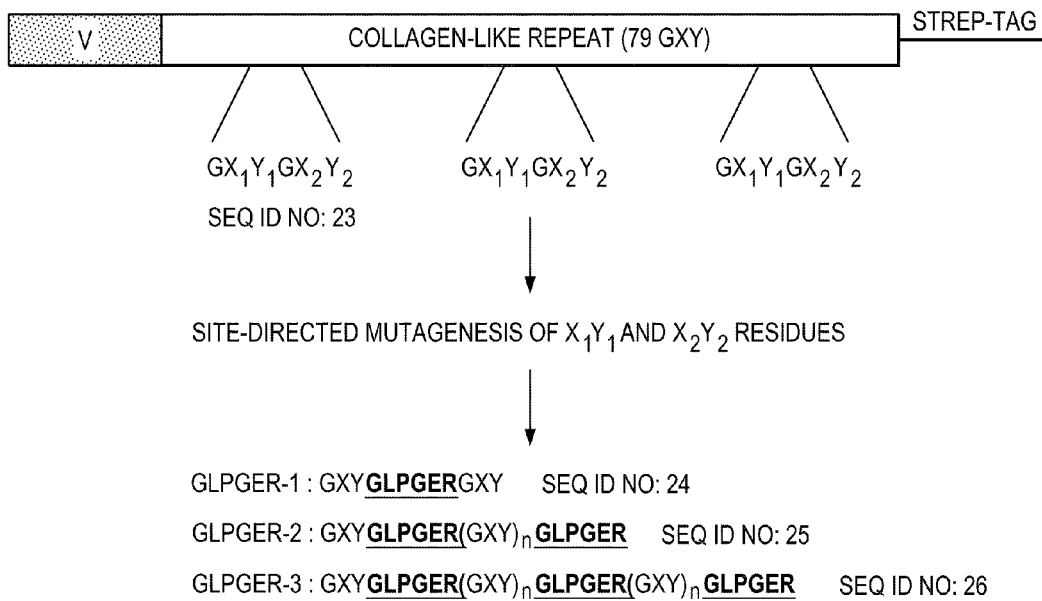 STREP-TAG
V COLLAGEN-LIKE REPEAT (79 GXY)
GX₁Y₁GX₂Y₂ GX₁Y₁GX₂Y₂ GX₁Y₁GX₂Y₂
SEQ ID NO: 23
SITE-DIRECTED MUTAGENESIS OF X₁Y₁ AND X₂Y₂ RESIDUES
GLPGER-1 : GXYGLPGERGXY SEQ ID NO: 24
GLPGER-2 : GXYGLPGER(GXY)ₙGLPGER SEQ ID NO: 25
GLPGER-3 : GXYGLPGER(GXY)ₙGLPGER(GXY)ₙGLPGER SEQ ID NO: 26